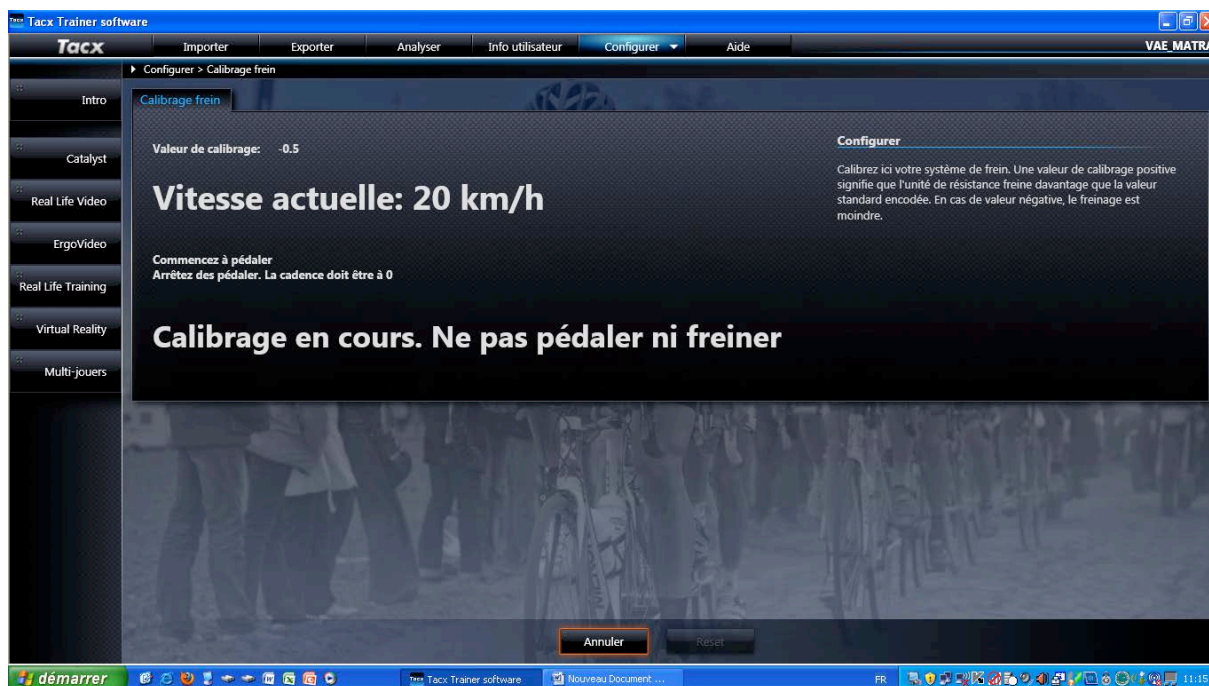 Tacx Trainer software
Tacx
Importer
Exporter
Analyser
Info utilisateur
Configurer
Aide
VAE_MATRA
Configurer > Calibrage frein
Intro
Catalyst
Real Life Video
ErgoVideo
Real Life Training
Virtual Reality
Multi-jouers
Calibrage frein
Valeur de calibrage: -0.5
Vitesse actuelle: 20 km/h
Commencez à pédaler
Arrêtez des pédaler. La cadence doit être à 0
Calibrage en cours. Ne pas pédaler ni freiner
Configurer
Calibrez ici votre système de frein. Une valeur de calibrage positive
signifie que l'unité de résistance freine davantage que la valeur
standard encodée. En cas de valeur négative, le freinage est
moindre.
Annuler
Reset
démarrer
Tacx Trainer software
Nouveau Document ...
FR
11:15